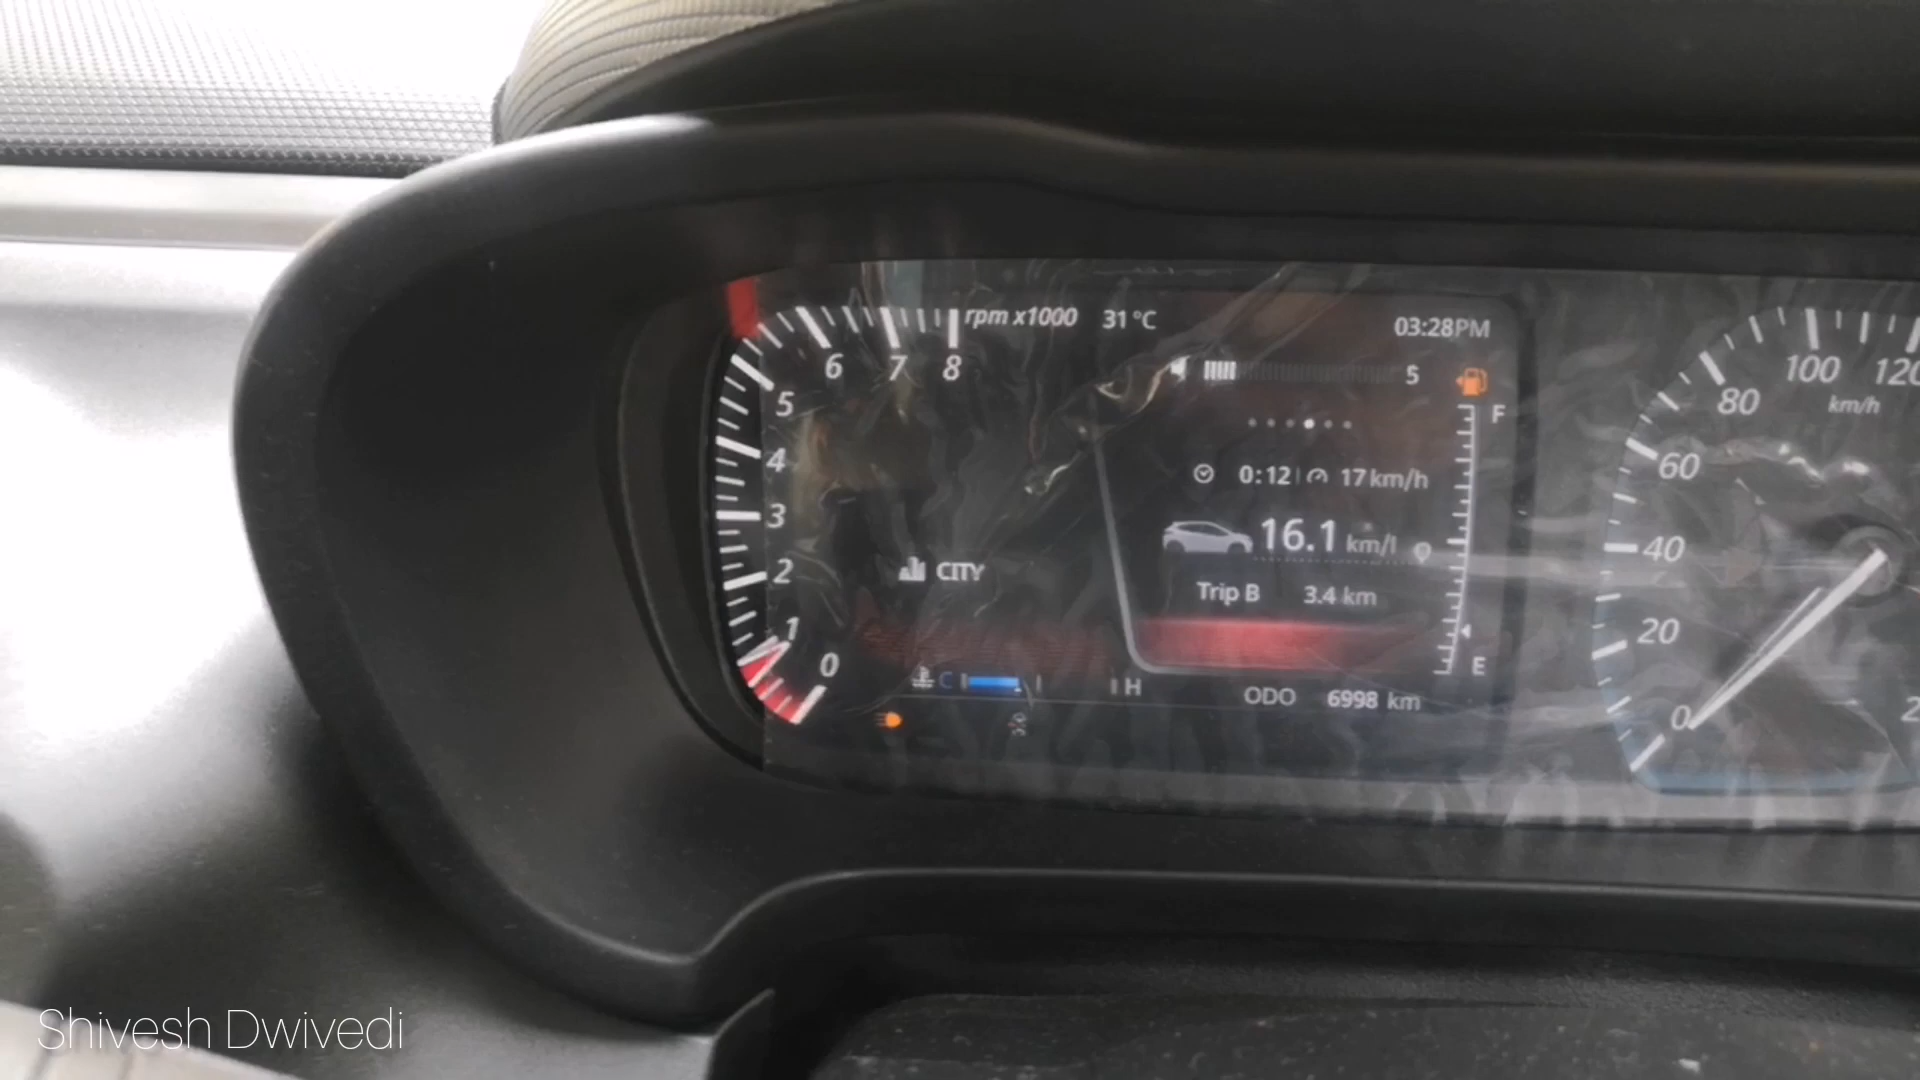 rpm x1000 31°C 03:28PM
6 7 8
5
4
3
2
1
0
5
F
0:12 17 km/h
16.1 km/l
CITY
Trip B 3.4 km
E
C H
ODO 6998 km
100 120
80
km/h
60
40
20
0
Shivesh Dwivedi